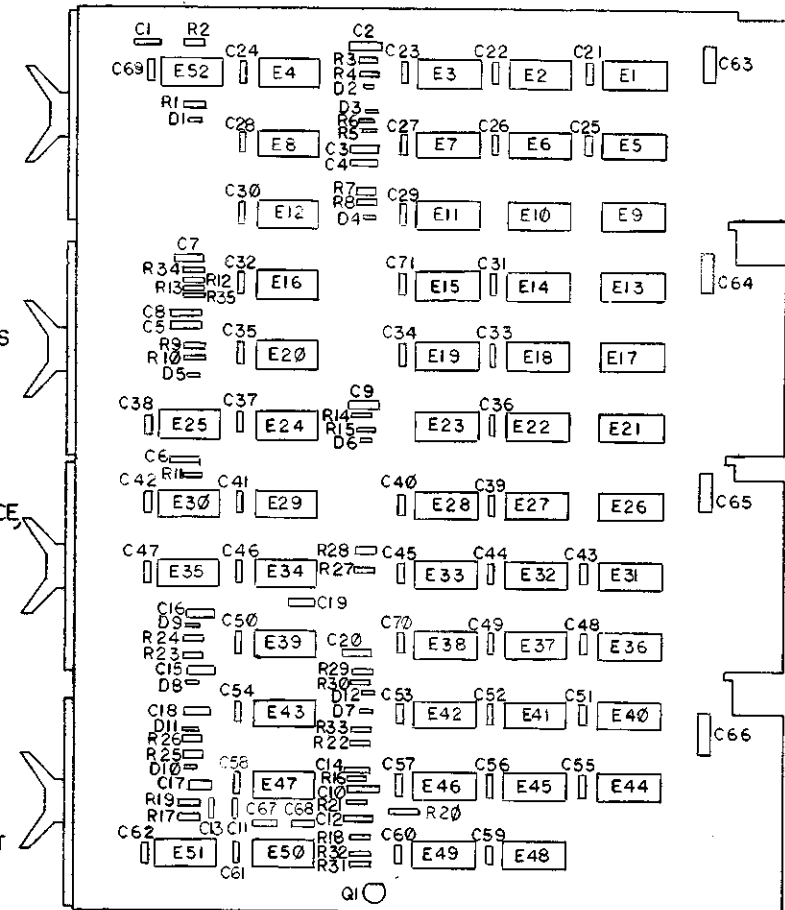 C1 R2 C2
C24 C23 C22 C21
C69 E52 E4 R3 E3 E2 E1 C63
R4
D2
R1 D3
D1 R6
C28 R5 C27 C26 C25
E8 C3 E7 E6 E5
C4
C30 R7 C29
E12 R8 E11 E10 E9
D4
C7 C32 C71 C31
R34 R12 E16 E15 E14 E13 C64
R13 R35
C8
C5 C35 C34 C33
S R9 E20 E19 E18 E17
R10
D5
C9
C38 C37 R14 C36
E25 E24 R15 E23 E22 E21
D6
C6
R11
C42 C41 C40 C39
E30 E29 E28 E27 E26 C65
CE,
C47 C46 R28 C45 C44 C43
E35 E34 R27 E33 E32 E31
C16 C19
D9 C50 C20 C70 C49 C48
R24 E39 E38 E37 E36
R23
C15 R29
D8 R30
C54 D12 C53 C52 C51
C18 E43 D7 E42 E41 E40
D11 R33 C66
R26 R22
R25
D10 C58 C14 C57 C56 C55
C17 E47 R16 E46 E45 E44
C10
R19 R21 R20
R17 C13 C11 C67 C68 C12
T C62 R18 C60 C59
E51 E50 R32 E49 E48
C61 R31
Q1